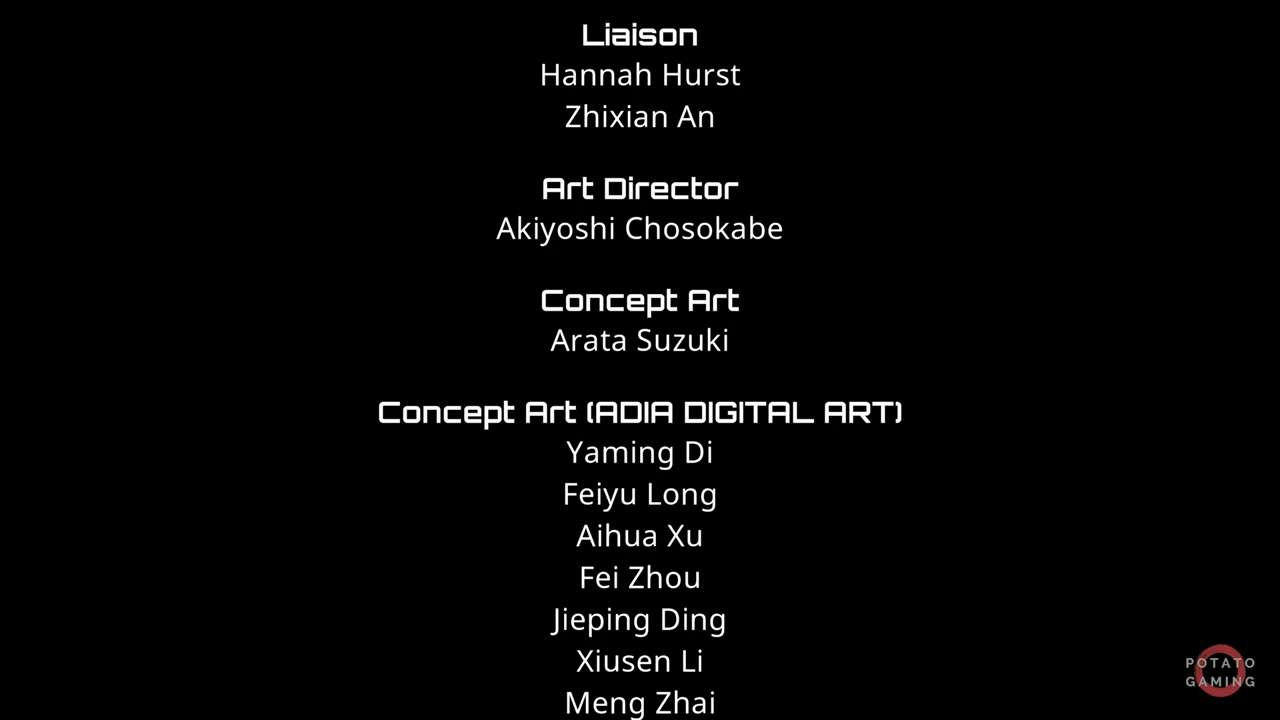 Liaison
Hannah Hurst
Zhixian An
Art Director
Akiyoshi Chosokabe
Concept Art
Arata Suzuki
Concept Art (ADIA DIGITAL ART)
Yaming Di
Feiyu Long
Aihua Xu
Fei Zhou
Jieping Ding
Xiusen Li
Meng Zhai
POTATO
GAMING